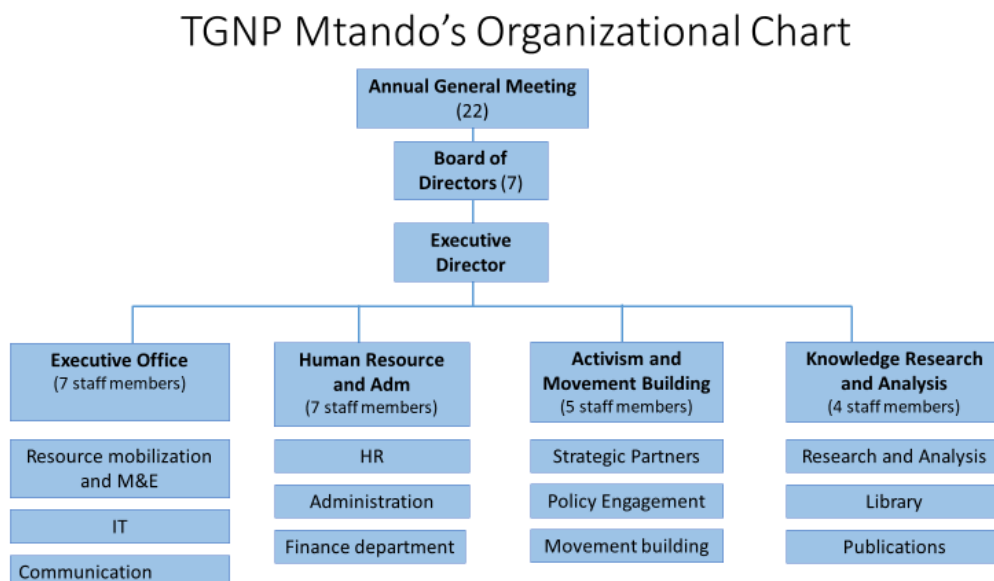 TGNP Mtando's Organizational Chart
Annual General Meeting
(22)
Board of
Directors (7)
Executive
Director
Executive Office
(7 staff members)
Human Resource
and Adm
(7 staff members)
Activism and
Movement Building
(5 staff members)
Knowledge Research
and Analysis
(4 staff members)
Resource mobilization
and M&E
IT
Communication
HR
Administration
Finance department
Strategic Partners
Policy Engagement
Movement building
Research and Analysis
Library
Publications